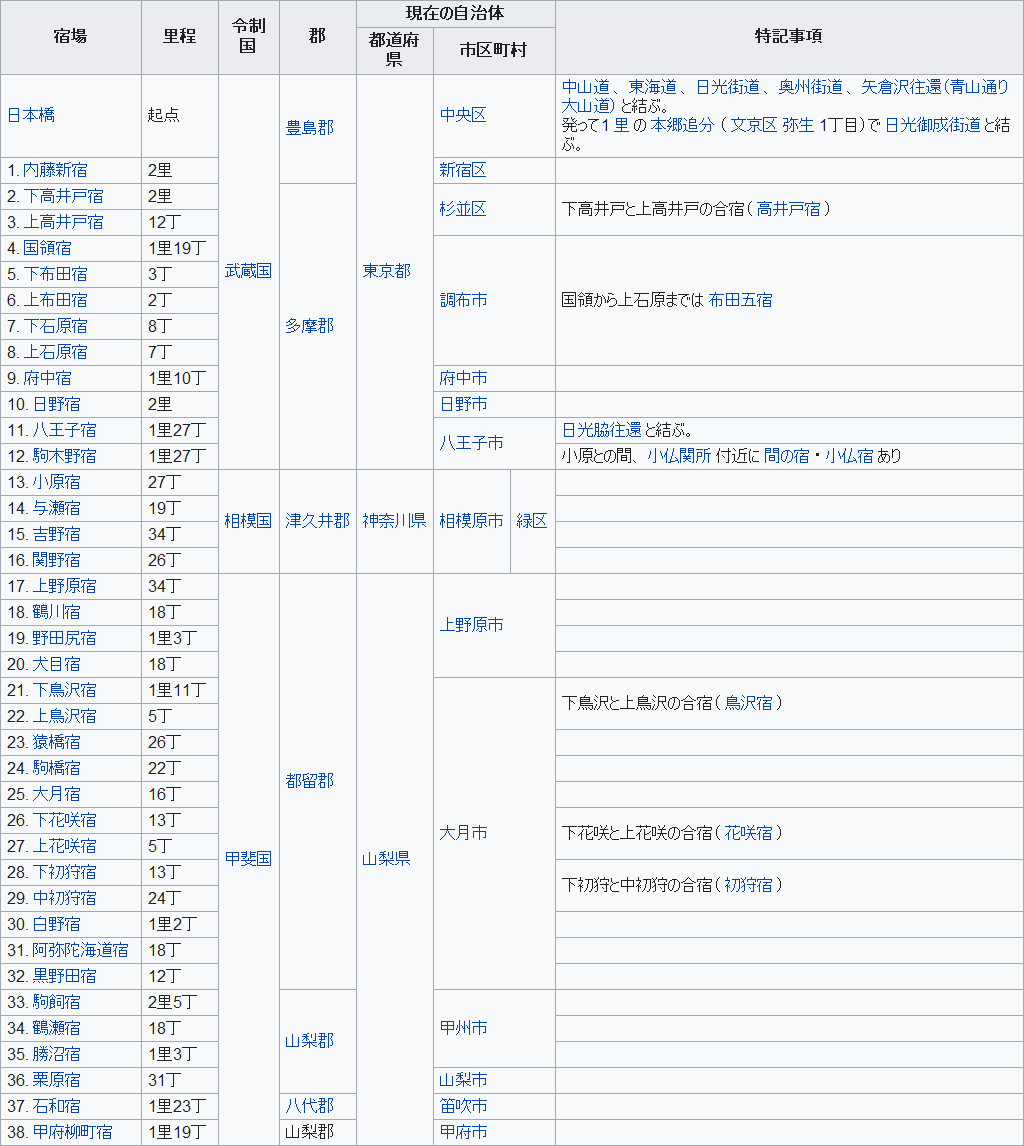 宿場 里程 令制国 郡 現在の自治体 特記事項
都道府県 市区町村
日本橋 起点 武蔵国 豊島郡 東京都 中央区 中山道、東海道、日光街道、奥州街道、矢倉沢往還(青山通り
大山道)と結ぶ。
発って1 里 の 本郷追分 ( 文京区 弥生 1丁目)で 日光御成街道 と結
ぶ。
1. 内藤新宿 2里 新宿区
2. 下高井戸宿 2里 多摩郡 杉並区 下高井戸と上高井戸の合宿( 高井戸宿 )
3. 上高井戸宿 12丁
4. 国領宿 1里19丁 調布市 国領から上石原までは 布田五宿
5. 下布田宿 3丁
6. 上布田宿 2丁
7. 下石原宿 8丁
8. 上石原宿 7丁
9. 府中宿 1里10丁 府中市
10. 日野宿 2里 日野市
11. 八王子宿 1里27丁 八王子市 日光脇往還 と結ぶ。
12. 駒木野宿 1里27丁 小原との間、 小仏関所 付近に 間の宿・小仏宿 あり
13. 小原宿 27丁 相模国 津久井郡 神奈川県 相模原市 緑区
14. 与瀬宿 19丁
15. 吉野宿 34丁
16. 関野宿 26丁
17. 上野原宿 34丁 甲斐国 都留郡 山梨県 上野原市
18. 鶴川宿 18丁
19. 野田尻宿 1里3丁
20. 犬目宿 18丁
21. 下鳥沢宿 1里11丁 大月市 下鳥沢と上鳥沢の合宿( 鳥沢宿 )
22. 上鳥沢宿 5丁
23. 猿橋宿 26丁
24. 駒橋宿 22丁
25. 大月宿 16丁
26. 下花咲宿 13丁 下花咲と上花咲の合宿( 花咲宿 )
27. 上花咲宿 5丁
28. 下初狩宿 13丁 下初狩と中初狩の合宿( 初狩宿 )
29. 中初狩宿 24丁
30. 白野宿 1里2丁
31. 阿弥陀海道宿 18丁
32. 黒野田宿 12丁
33. 駒飼宿 2里5丁 山梨郡 甲州市
34. 鶴瀬宿 18丁
35. 勝沼宿 1里3丁
36. 栗原宿 31丁 山梨市
37. 石和宿 1里23丁 八代郡 笛吹市
38. 甲府柳町宿 1里19丁 山梨郡 甲府市